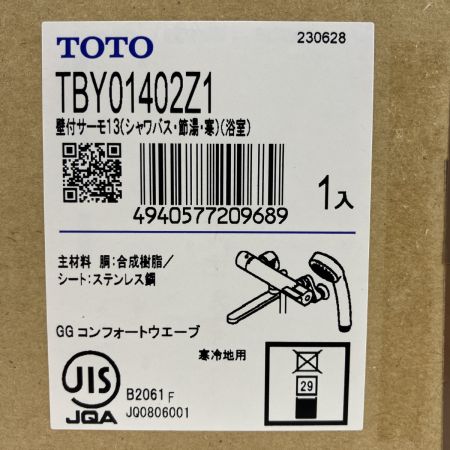 TOTO
230628
TBY01402Z1
壁付サーモ13(シャワバス・節湯・寒)(浴室)
1入
4940577209689
主材料 胴:合成樹脂/
シート:ステンレス鋼
GG コンフォートウエーブ
寒冷地用
JIS
JQA
B2061 F
JQ0806001
29